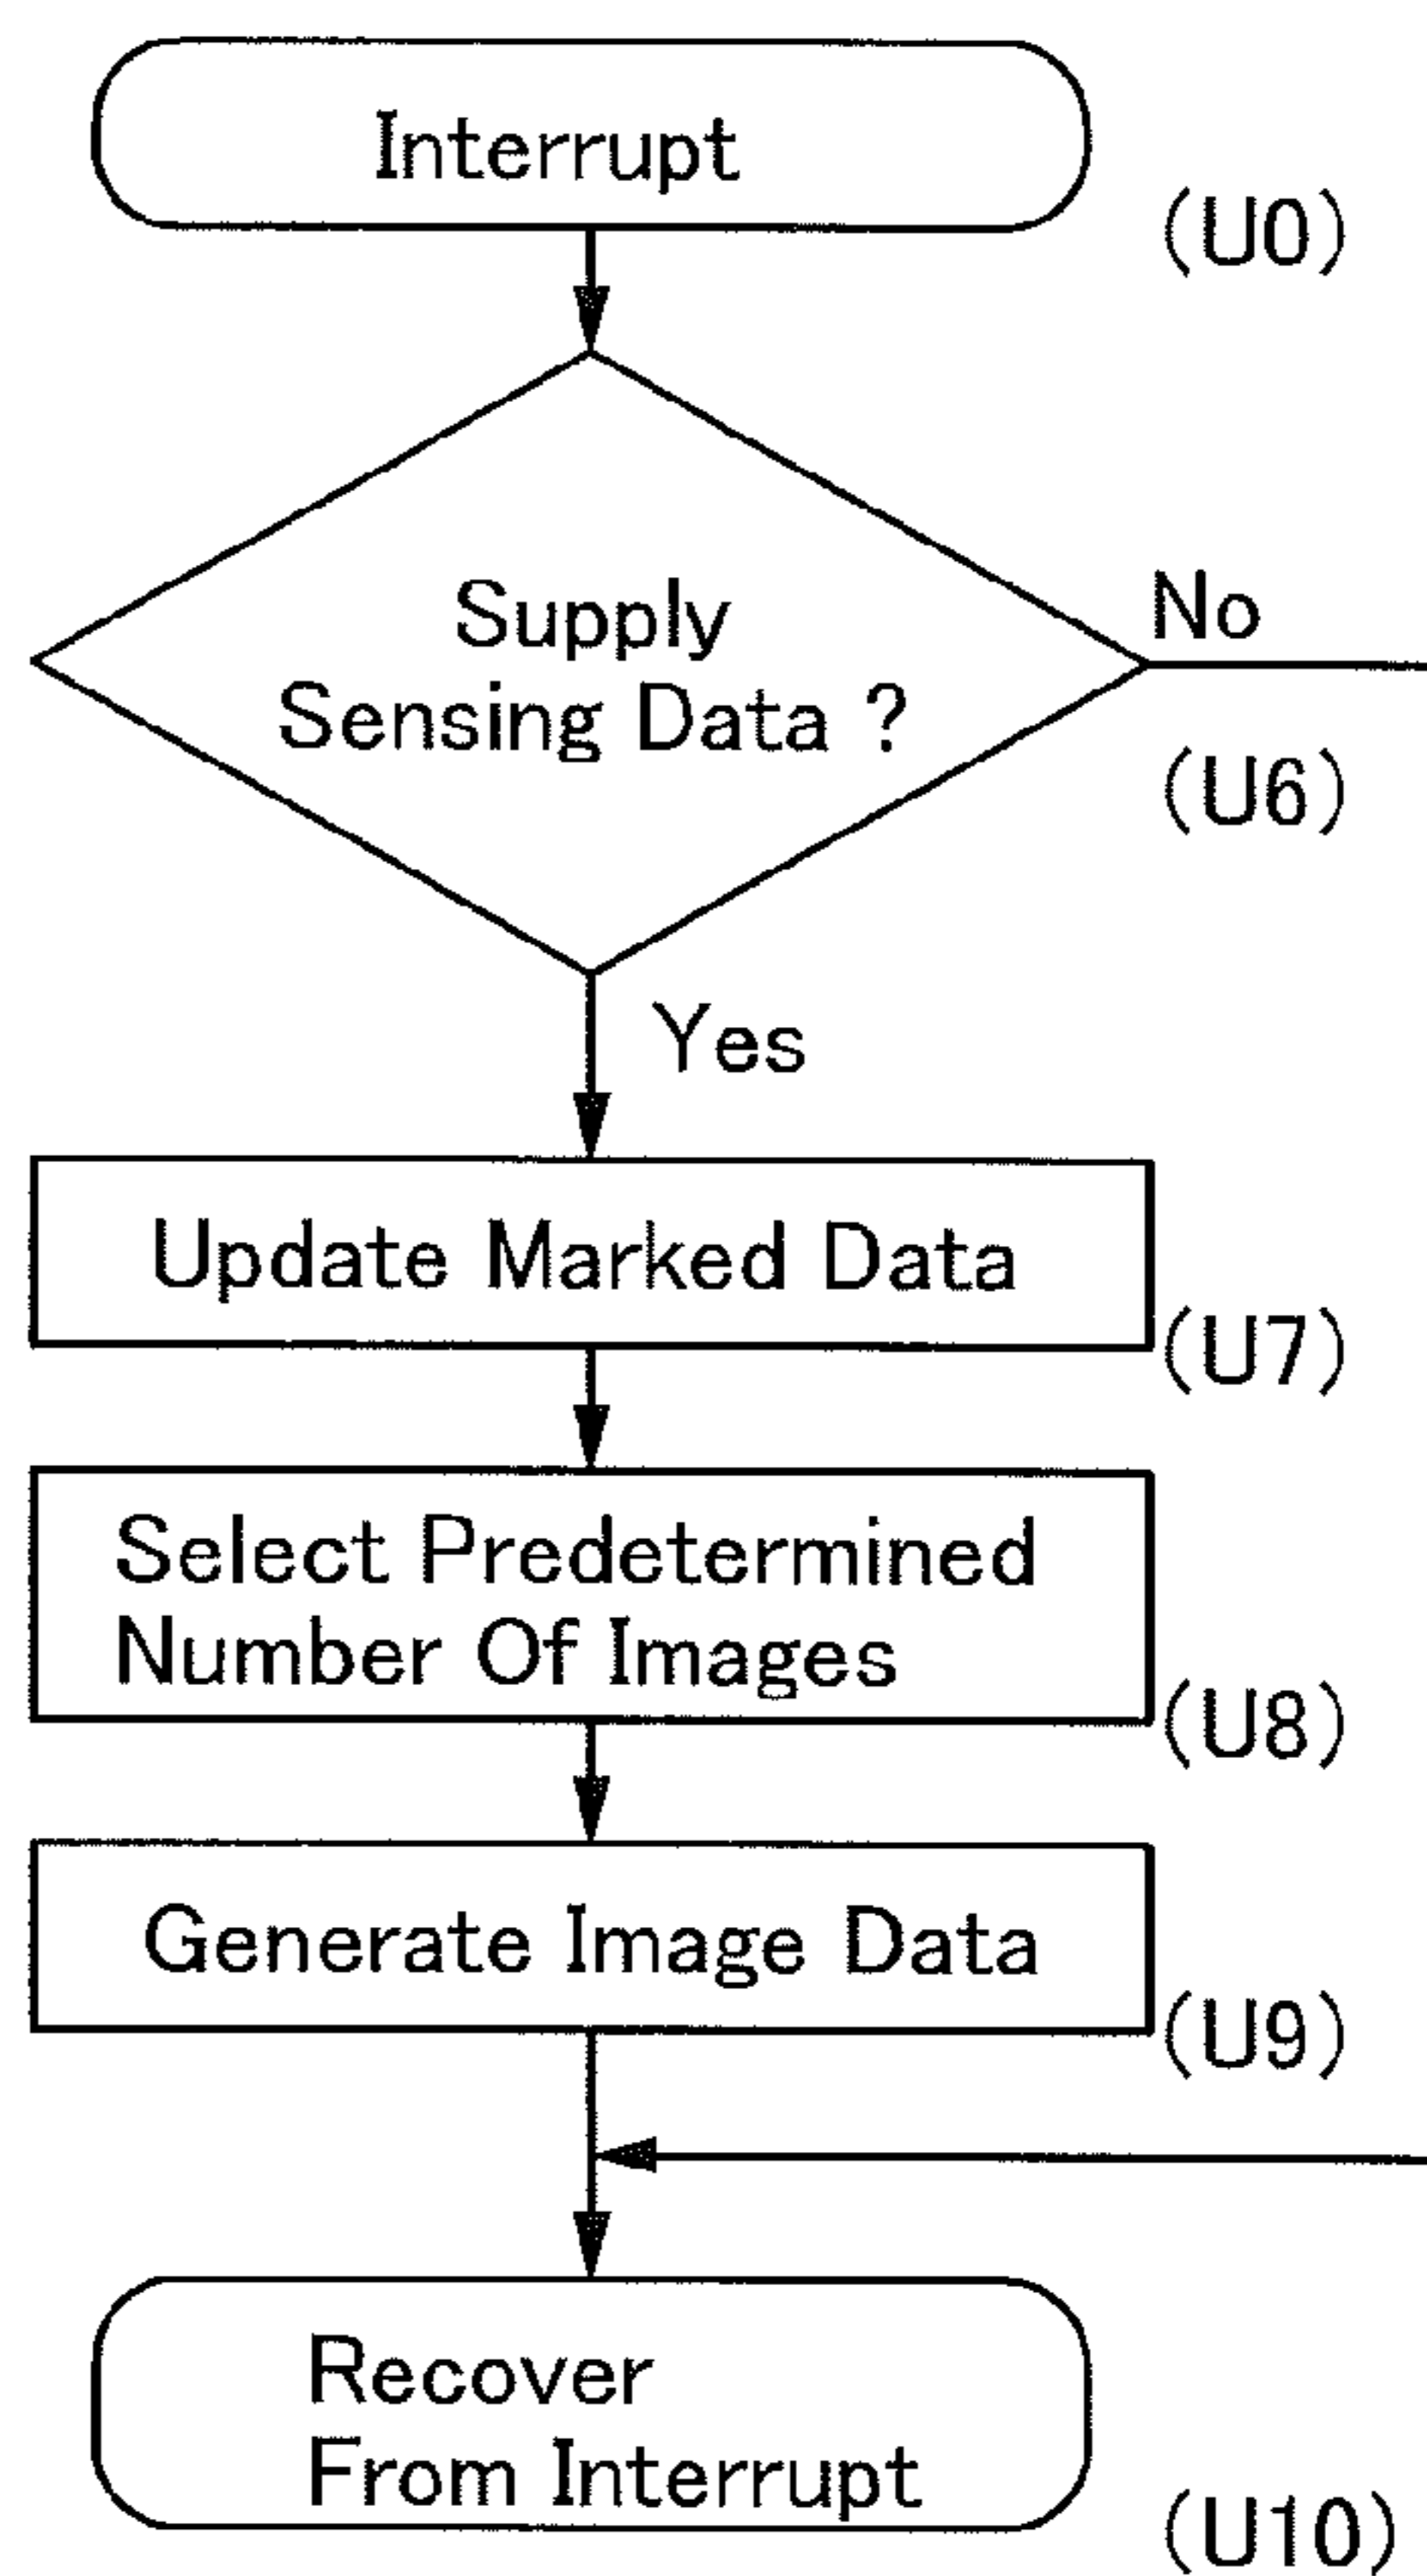 Interrupt
(U0)
Supply
Sensing Data ?
No
(U6)
Yes
Update Marked Data
(U7)
Select Predetermined
Number Of Images
(U8)
Generate Image Data
(U9)
Recover
From Interrupt
(U10)